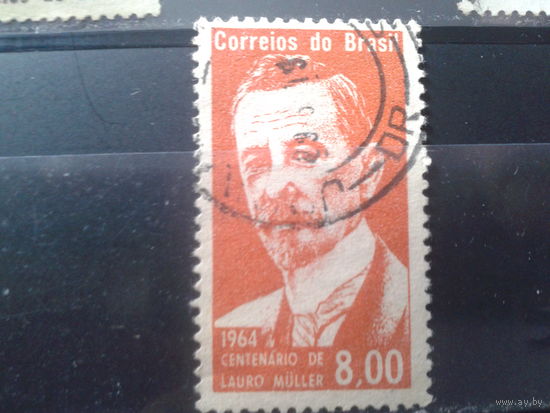 Correios do Brasil
1964
CENTENÁRIO DE
LAURO MÜLLER 8,00
www.ay.by